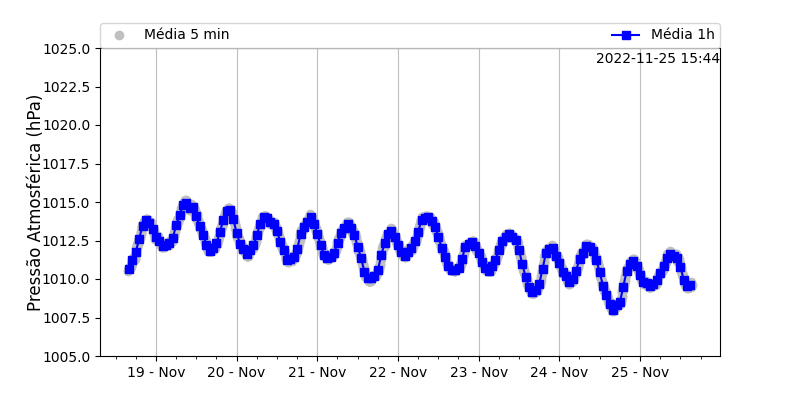 Média 5 min
Média 1h
2022-11-25 15:44
Pressão Atmosférica (hPa)
1025.0
1022.5
1020.0
1017.5
1015.0
1012.5
1010.0
1007.5
1005.0
19 - Nov
20 - Nov
21 - Nov
22 - Nov
23 - Nov
24 - Nov
25 - Nov